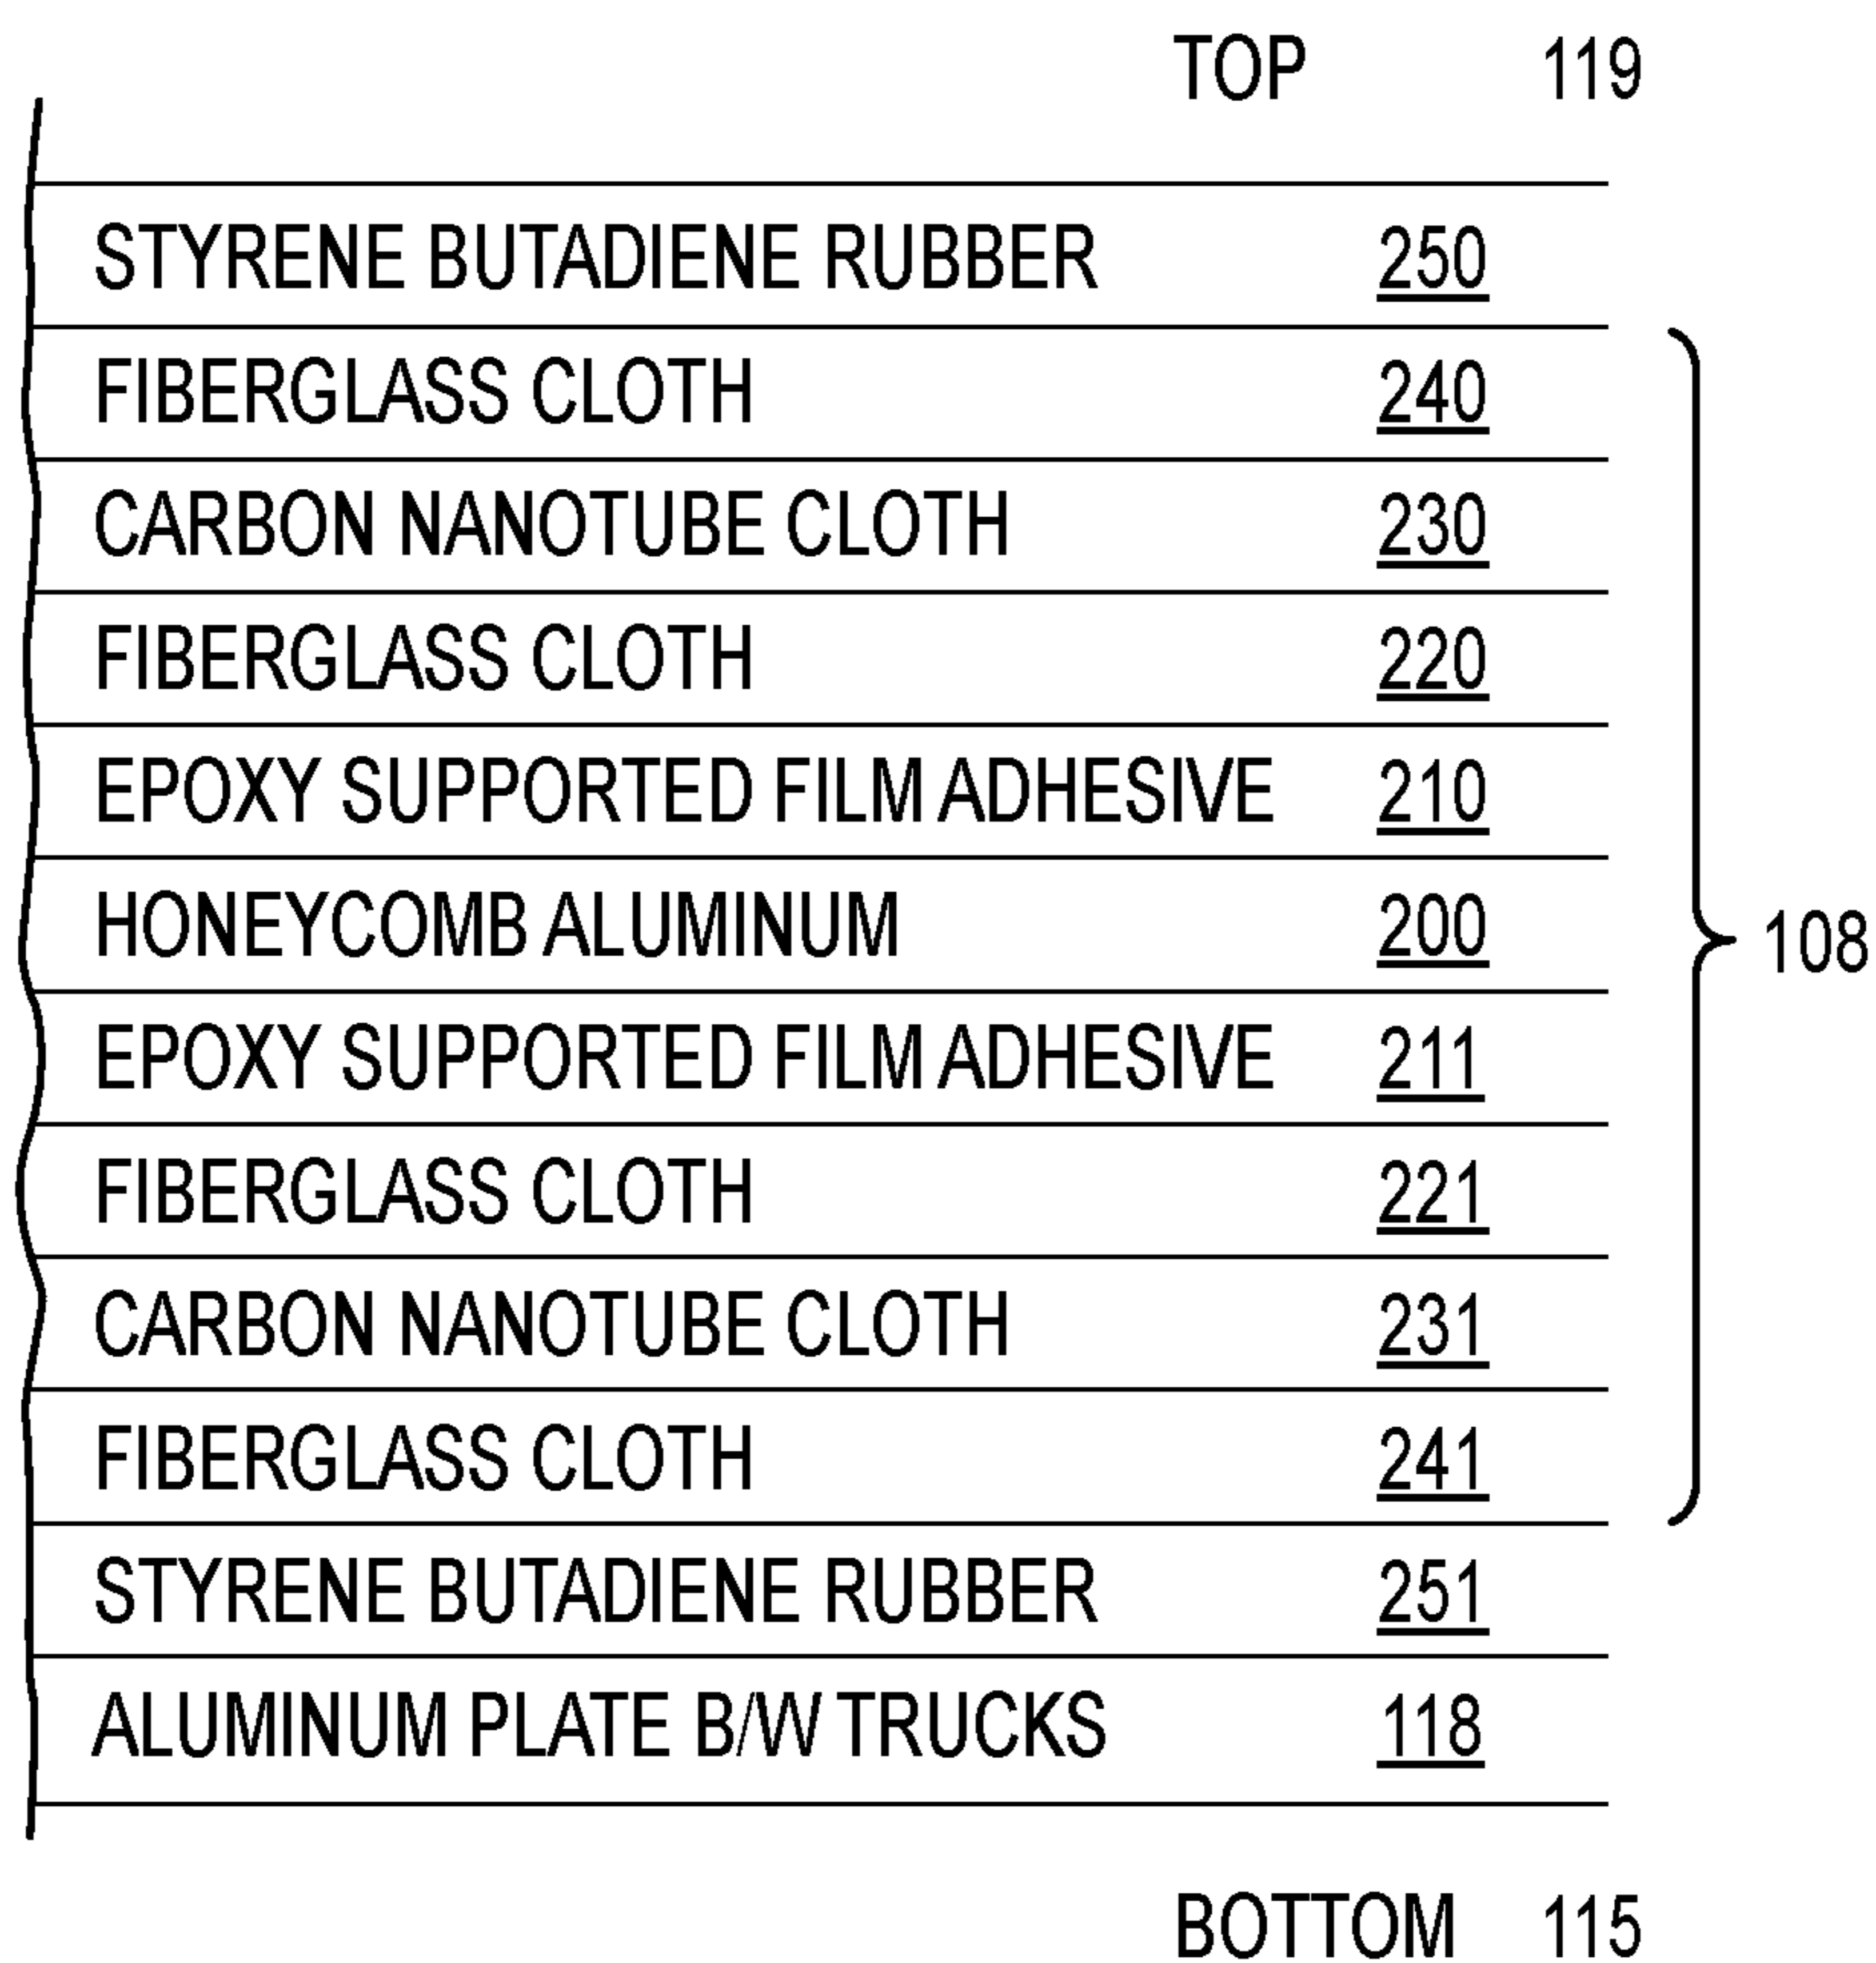 TOP 119
STYRENE BUTADIENE RUBBER 250
FIBERGLASS CLOTH 240
CARBON NANOTUBE CLOTH 230
FIBERGLASS CLOTH 220
EPOXY SUPPORTED FILM ADHESIVE 210
HONEYCOMB ALUMINUM 200
108
EPOXY SUPPORTED FILM ADHESIVE 211
FIBERGLASS CLOTH 221
CARBON NANOTUBE CLOTH 231
FIBERGLASS CLOTH 241
STYRENE BUTADIENE RUBBER 251
ALUMINUM PLATE B/W TRUCKS 118
BOTTOM 115